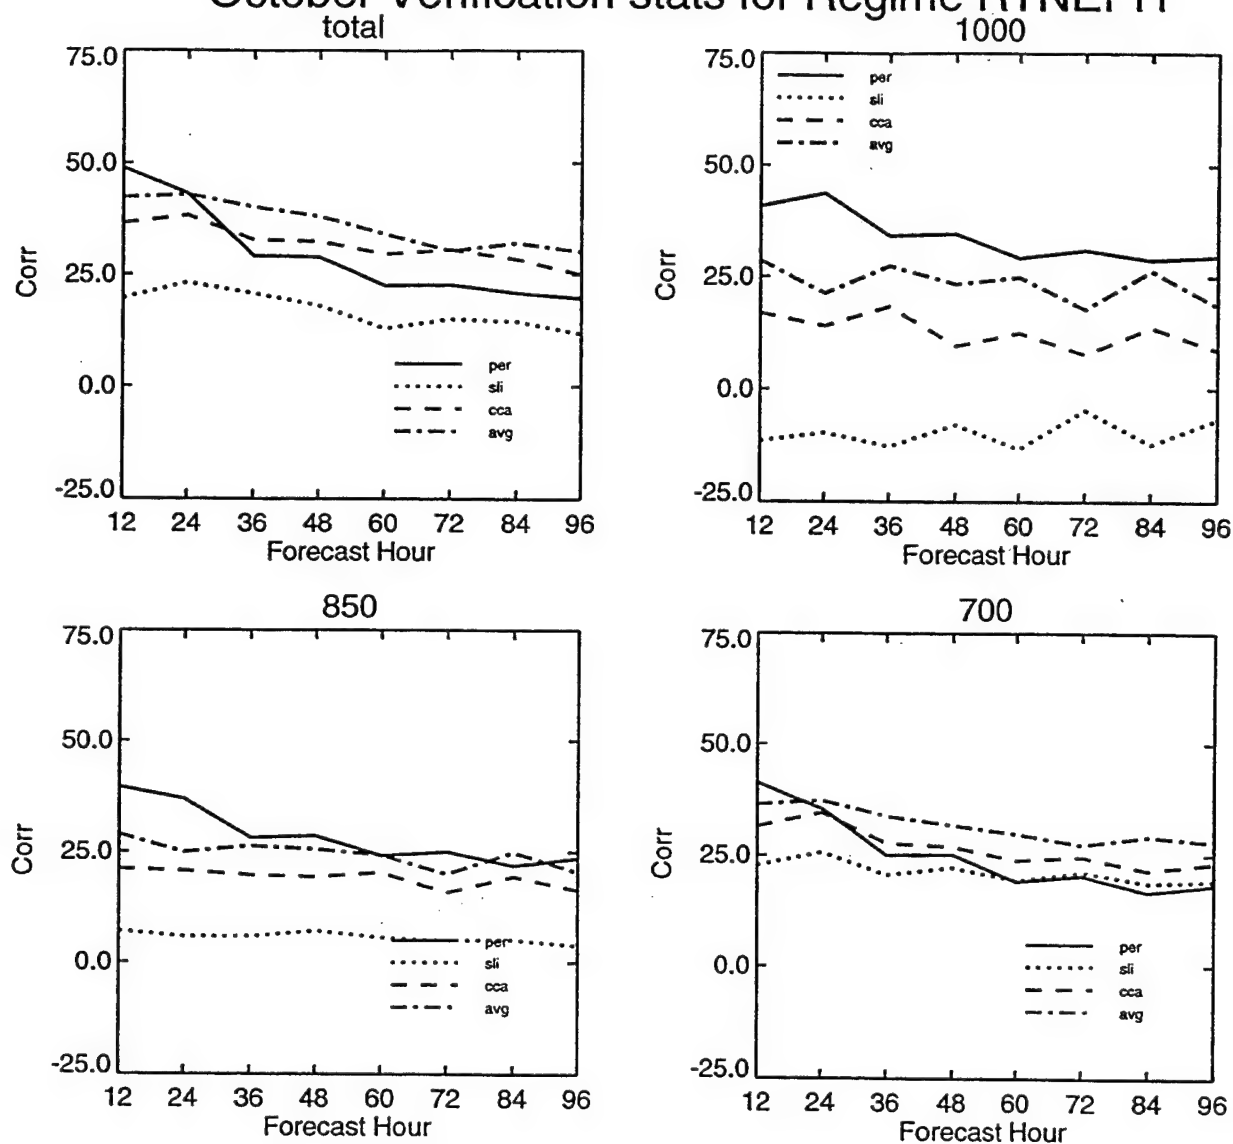 October Verification stats for Regime RTNEPH
total
75.0
50.0
25.0
0.0
-25.0
Corr
per
sli
cca
avg
12 24 36 48 60 72 84 96
Forecast Hour
1000
75.0
50.0
25.0
0.0
-25.0
Corr
per
sli
cca
avg
12 24 36 48 60 72 84 96
Forecast Hour
850
75.0
50.0
25.0
0.0
-25.0
Corr
per
sli
cca
avg
12 24 36 48 60 72 84 96
Forecast Hour
700
75.0
50.0
25.0
0.0
-25.0
Corr
per
sli
cca
avg
12 24 36 48 60 72 84 96
Forecast Hour